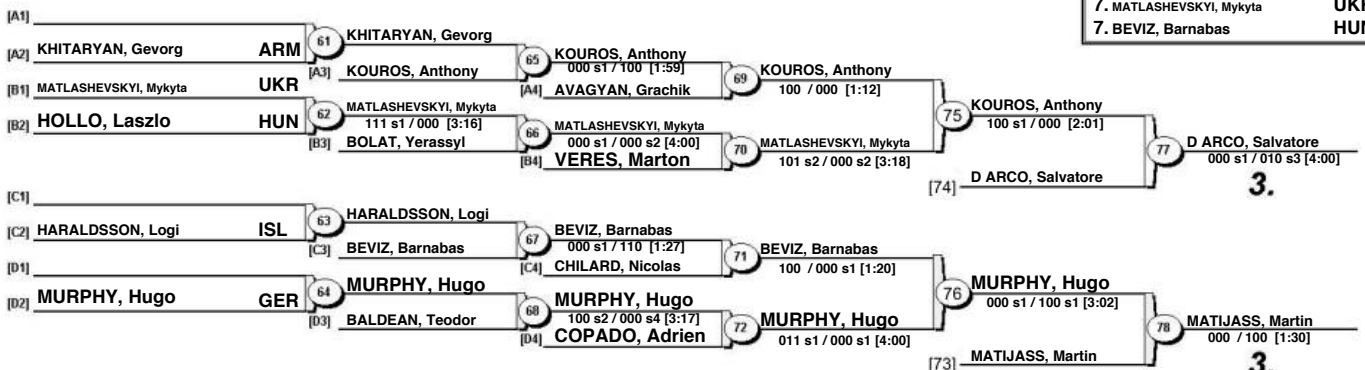 7. MATLASHEVSKYI, Mykyta UKR
7. BEVIZ, Barnabas HUN
[A1]
[A2] KHITARYAN, Gevorg ARM
61 KHITARYAN, Gevorg
[A3] KOUROS, Anthony
65 KOUROS, Anthony
000 s1 / 100 [1:59]
[A4] AVAGYAN, Grachik
69 KOUROS, Anthony
100 / 000 [1:12]
[B1] MATLASHEVSKYI, Mykyta UKR
[B2] HOLLO, Laszlo HUN
62 MATLASHEVSKYI, Mykyta
111 s1 / 000 [3:16]
[B3] BOLAT, Yerassyl
66 MATLASHEVSKYI, Mykyta
000 s1 / 000 s2 [4:00]
[B4] VERES, Marton
70 MATLASHEVSKYI, Mykyta
101 s2 / 000 s2 [3:18]
75 KOUROS, Anthony
100 s1 / 000 [2:01]
[74] D ARCO, Salvatore
77 D ARCO, Salvatore
000 s1 / 010 s3 [4:00]
3.
[C1]
[C2] HARALDSSON, Logi ISL
63 HARALDSSON, Logi
[C3] BEVIZ, Barnabas
67 BEVIZ, Barnabas
000 s1 / 110 [1:27]
[C4] CHILARD, Nicolas
71 BEVIZ, Barnabas
100 / 000 s1 [1:20]
[D1]
[D2] MURPHY, Hugo GER
64 MURPHY, Hugo
[D3] BALDEAN, Teodor
68 MURPHY, Hugo
100 s2 / 000 s4 [3:17]
[D4] COPADO, Adrien
72 MURPHY, Hugo
011 s1 / 000 s1 [4:00]
76 MURPHY, Hugo
000 s1 / 100 s1 [3:02]
[73] MATIJASS, Martin
78 MATIJASS, Martin
000 / 100 [1:30]
3.